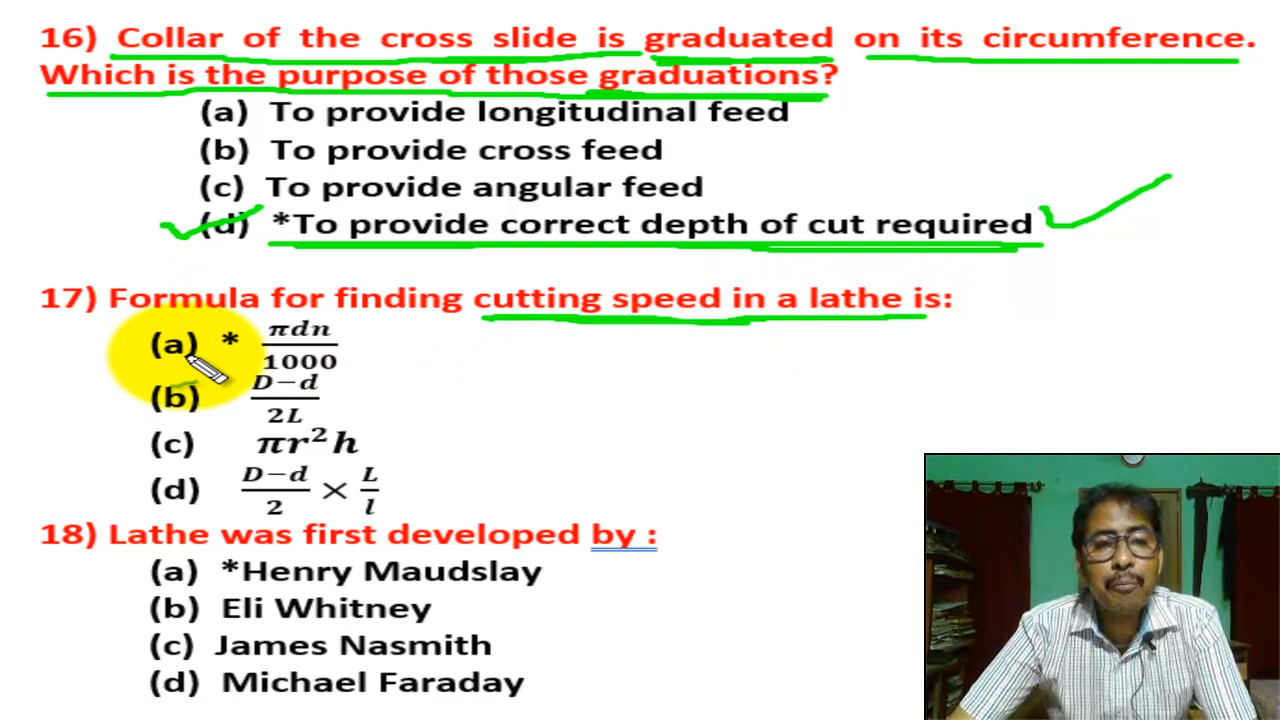 16) Collar of the cross slide is graduated on its circumference.
Which is the purpose of those graduations?
(a) To provide longitudinal feed
(b) To provide cross feed
(c) To provide angular feed
(d) *To provide correct depth of cut required
17) Formula for finding cutting speed in a lathe is:
(a) * πdn/1000
(b) D−d/2L
(c) πr²h
(d) D−d/2 × L/l
18) Lathe was first developed by :
(a) *Henry Maudslay
(b) Eli Whitney
(c) James Nasmith
(d) Michael Faraday